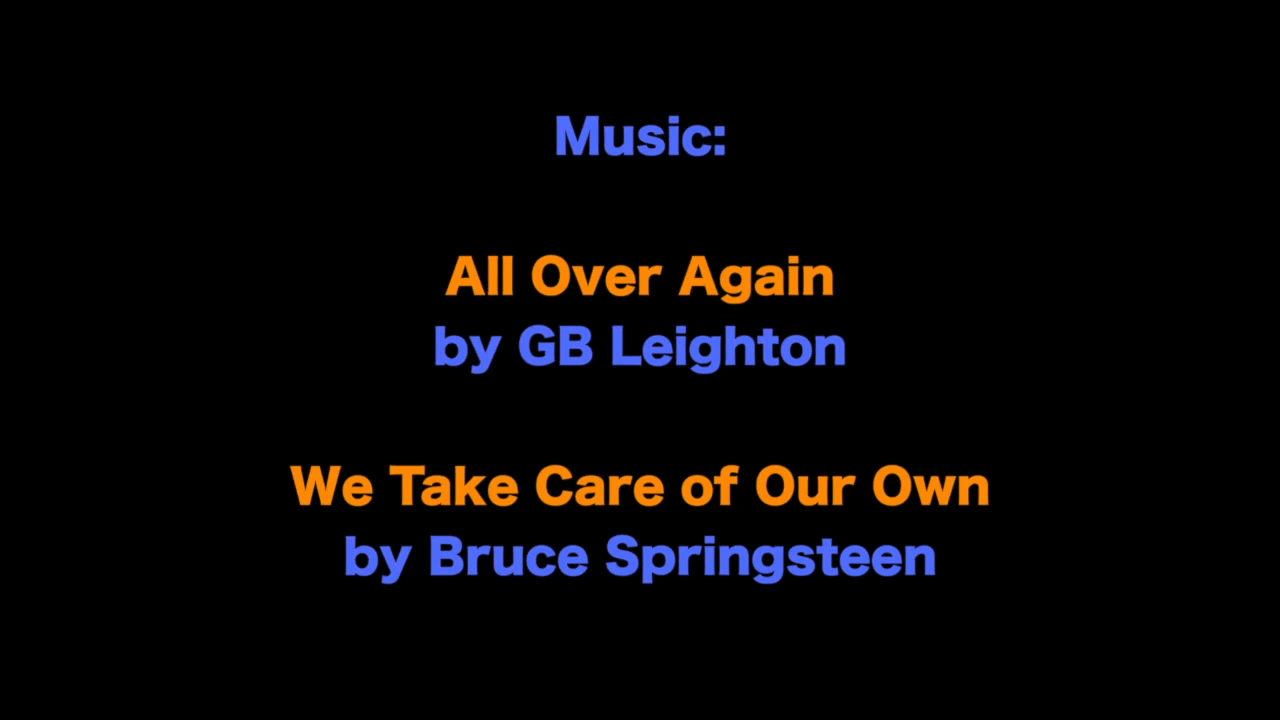 Music:
All Over Again
by GB Leighton
We Take Care of Our Own
by Bruce Springsteen